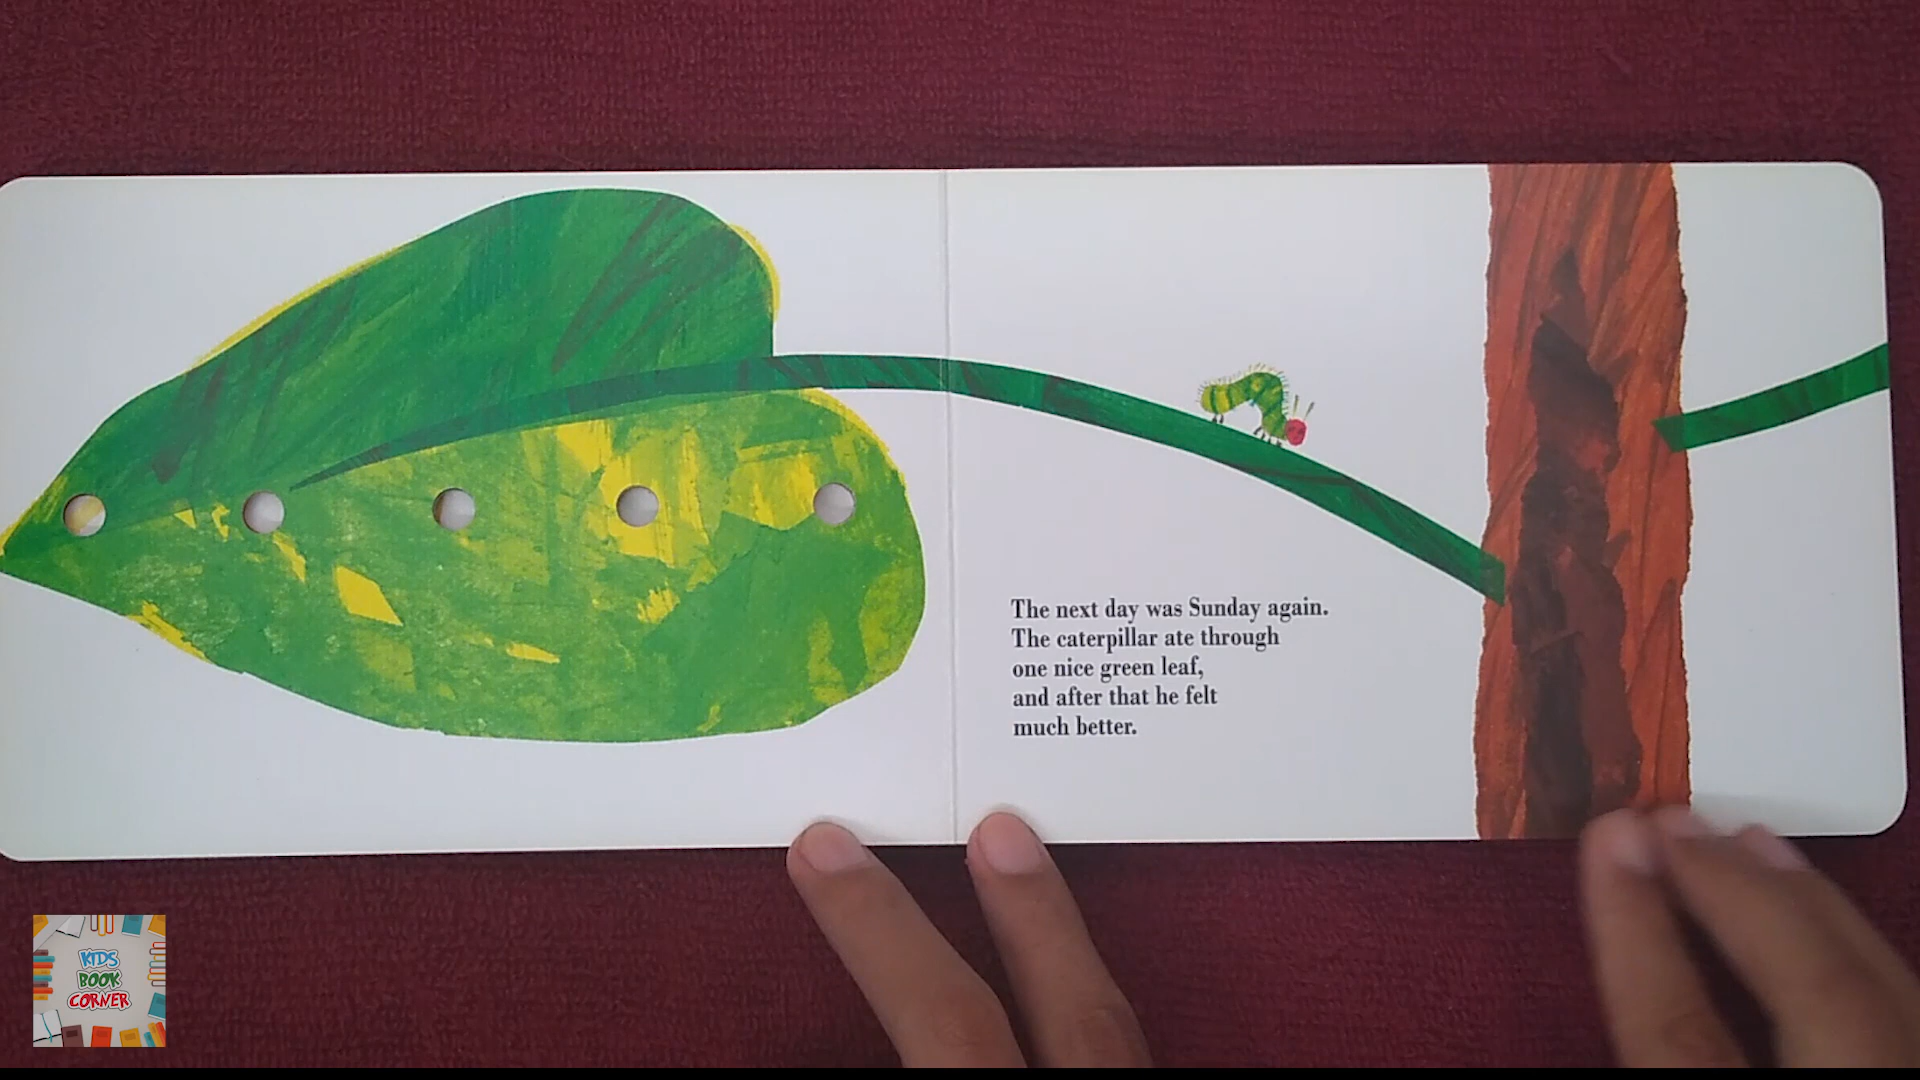 The next day was Sunday again.
The caterpillar ate through
one nice green leaf,
and after that he felt
much better.
KIDS
BOOK
CORNER